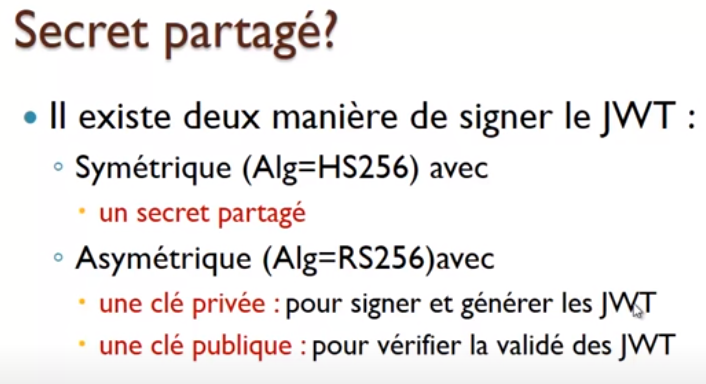 Secret partagé?
Il existe deux manière de signer le JWT :
Symétrique (Alg=HS256) avec
un secret partagé
Asymétrique (Alg=RS256)avec
une clé privée : pour signer et générer les JWT
une clé publique : pour vérifier la validé des JWT